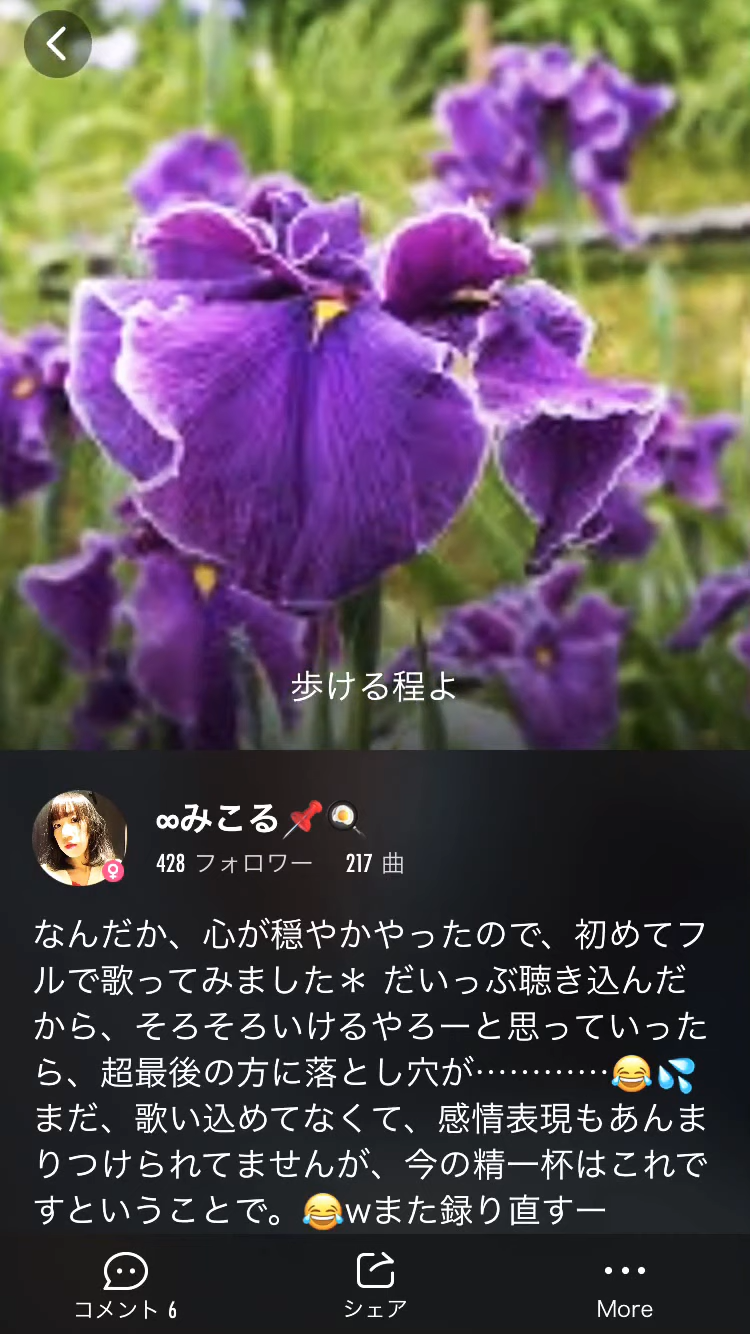 歩ける程よ
∞みこる📌🍳
428 フォロワー 217 曲
なんだか、心が穏やかやったので、初めてフ
ルで歌ってみました＊ だいっぶ聴き込んだ
から、そろそろいけるやろーと思っていった
ら、超最後の方に落とし穴が…………😂💦
まだ、歌い込めてなくて、感情表現もあんま
りつけられてませんが、今の精一杯はこれで
すということで。😂wまた録り直すー
コメント 6 シェア More